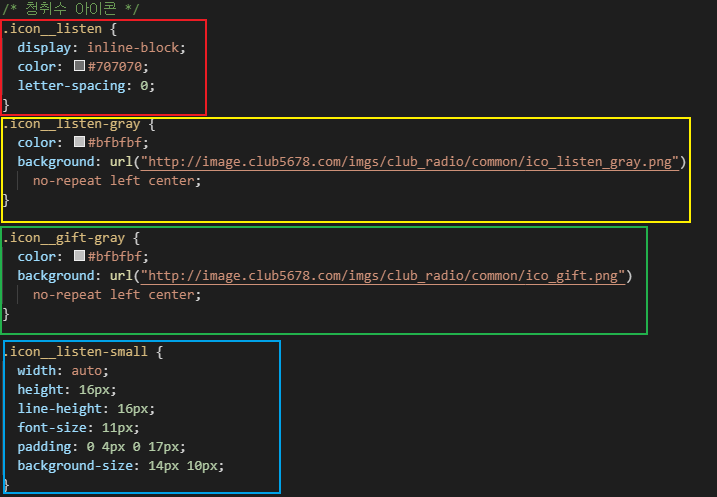 /* 청취수 아이콘 */
.icon__listen {
  display: inline-block;
  color: #707070;
  letter-spacing: 0;
}
.icon__listen-gray {
  color: #bfbfbf;
  background: url("http://image.club5678.com/imgs/club_radio/common/ico_listen_gray.png")
    no-repeat left center;
}
.icon__gift-gray {
  color: #bfbfbf;
  background: url("http://image.club5678.com/imgs/club_radio/common/ico_gift.png")
    no-repeat left center;
}
.icon__listen-small {
  width: auto;
  height: 16px;
  line-height: 16px;
  font-size: 11px;
  padding: 0 4px 0 17px;
  background-size: 14px 10px;
}